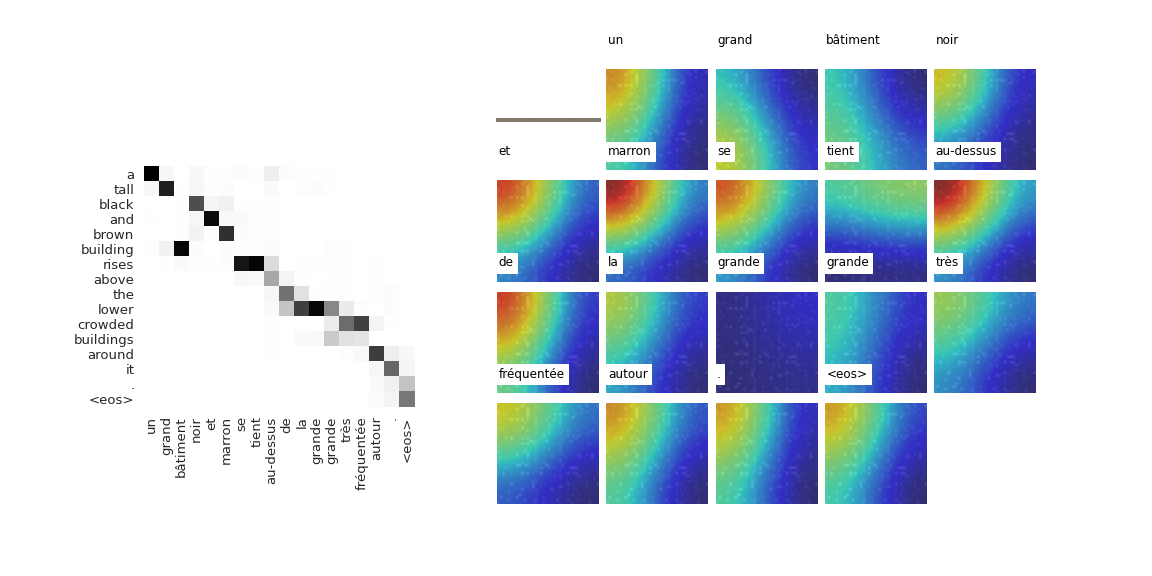 a
tall
black
and
brown
building
rises
above
the
lower
crowded
buildings
around
it
.
<eos>
un
grand
bâtiment
noir
et
marron
se
tient
au-dessus
de
la
grande
grande
très
fréquentée
autour
.
<eos>
un grand bâtiment noir
et marron se tient au-dessus
de la grande grande très
fréquentée autour . <eos>